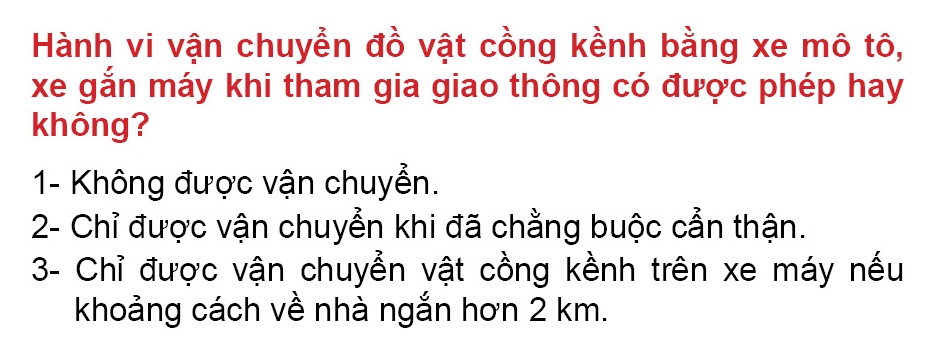 Hành vi vận chuyển đồ vật cồng kềnh bằng xe mô tô,
xe gắn máy khi tham gia giao thông có được phép hay
không?
1- Không được vận chuyển.
2- Chỉ được vận chuyển khi đã chằng buộc cẩn thận.
3- Chỉ được vận chuyển vật cồng kềnh trên xe máy nếu
khoảng cách về nhà ngắn hơn 2 km.